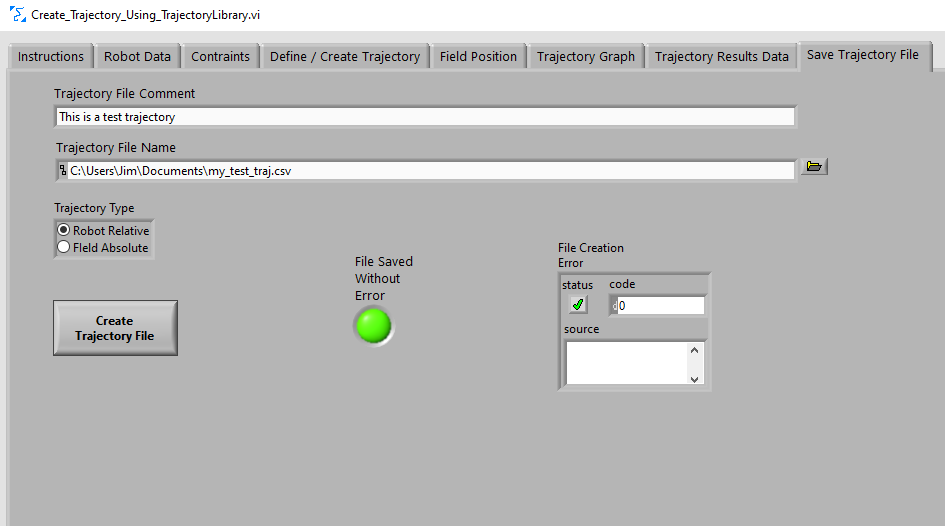 Create_Trajectory_Using_TrajectoryLibrary.vi
Instructions Robot Data Contraints Define / Create Trajectory Field Position Trajectory Graph Trajectory Results Data Save Trajectory File
Trajectory File Comment
This is a test trajectory
Trajectory File Name
C:\Users\Jim\Documents\my_test_traj.csv
Trajectory Type
Robot Relative
FIeld Absolute
Create
Trajectory File
File Saved
Without
Error
File Creation
Error
status code
d 0
source